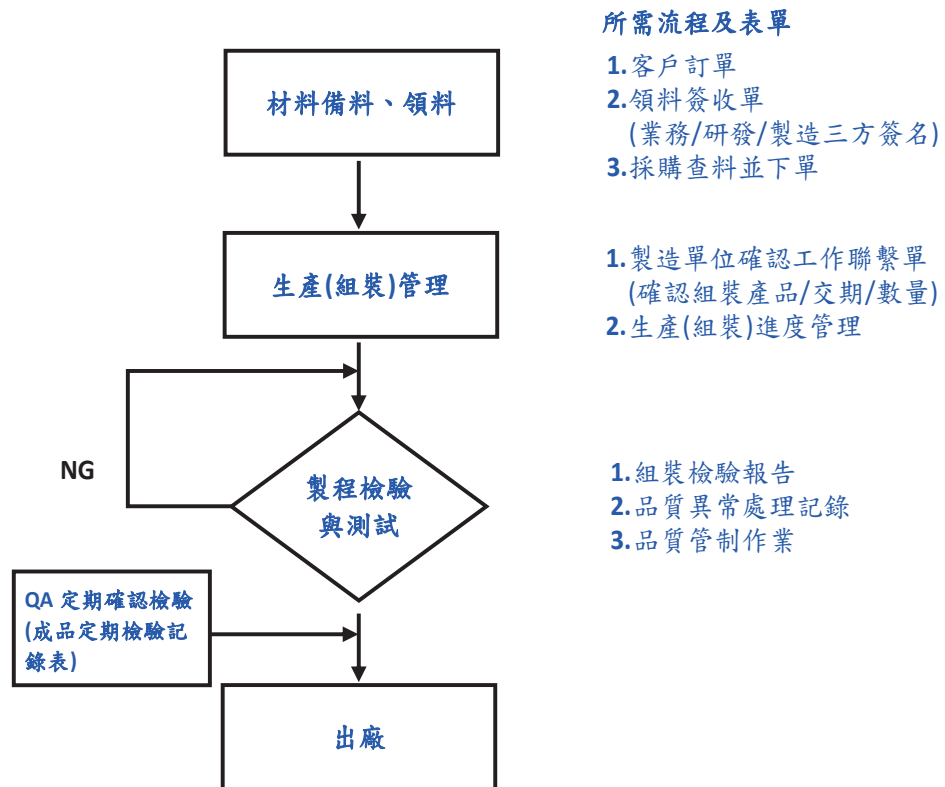 所需流程及表單
材料備料、領料
1.客戶訂單
2.領料簽收單
(業務/研發/製造三方簽名)
3.採購查料並下單
生產(組裝)管理
1.製造單位確認工作聯繫單
(確認組裝產品/交期/數量)
2.生產(組裝)進度管理
NG
製程檢驗
與測試
1.組裝檢驗報告
2.品質異常處理記錄
3.品質管制作業
QA 定期確認檢驗
(成品定期檢驗記
錄表)
出廠